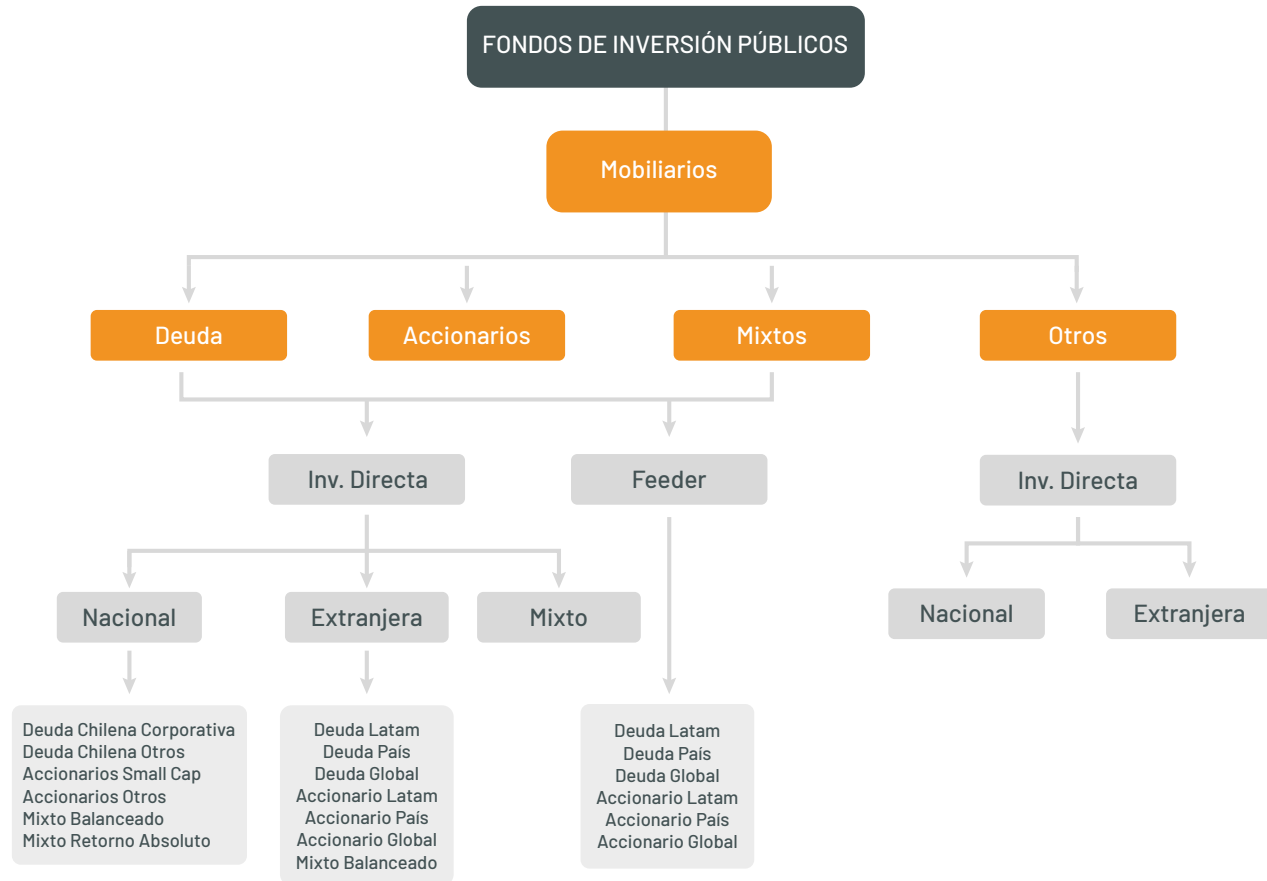 FONDOS DE INVERSIÓN PÚBLICOS
Mobiliarios
Deuda
Accionarios
Mixtos
Otros
Inv. Directa
Feeder
Inv. Directa
Nacional
Extranjera
Mixto
Nacional
Extranjera
Deuda Chilena Corporativa
Deuda Chilena Otros
Accionarios Small Cap
Accionarios Otros
Mixto Balanceado
Mixto Retorno Absoluto
Deuda Latam
Deuda País
Deuda Global
Accionario Latam
Accionario País
Accionario Global
Mixto Balanceado
Deuda Latam
Deuda País
Deuda Global
Accionario Latam
Accionario País
Accionario Global